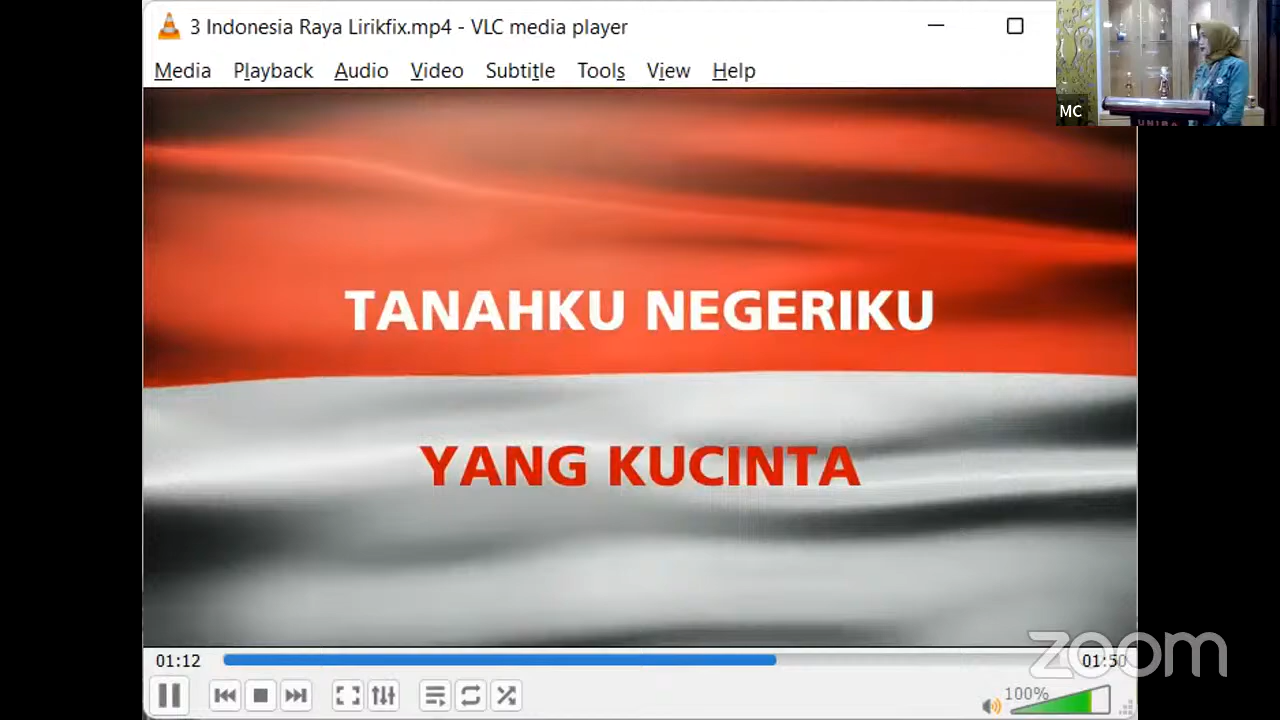 3 Indonesia Raya Lirikfix.mp4 - VLC media player
Media Playback Audio Video Subtitle Tools View Help
MC
UNIBA
TANAHKU NEGERIKU
YANG KUCINTA
01:12
01:50
zoom
100%